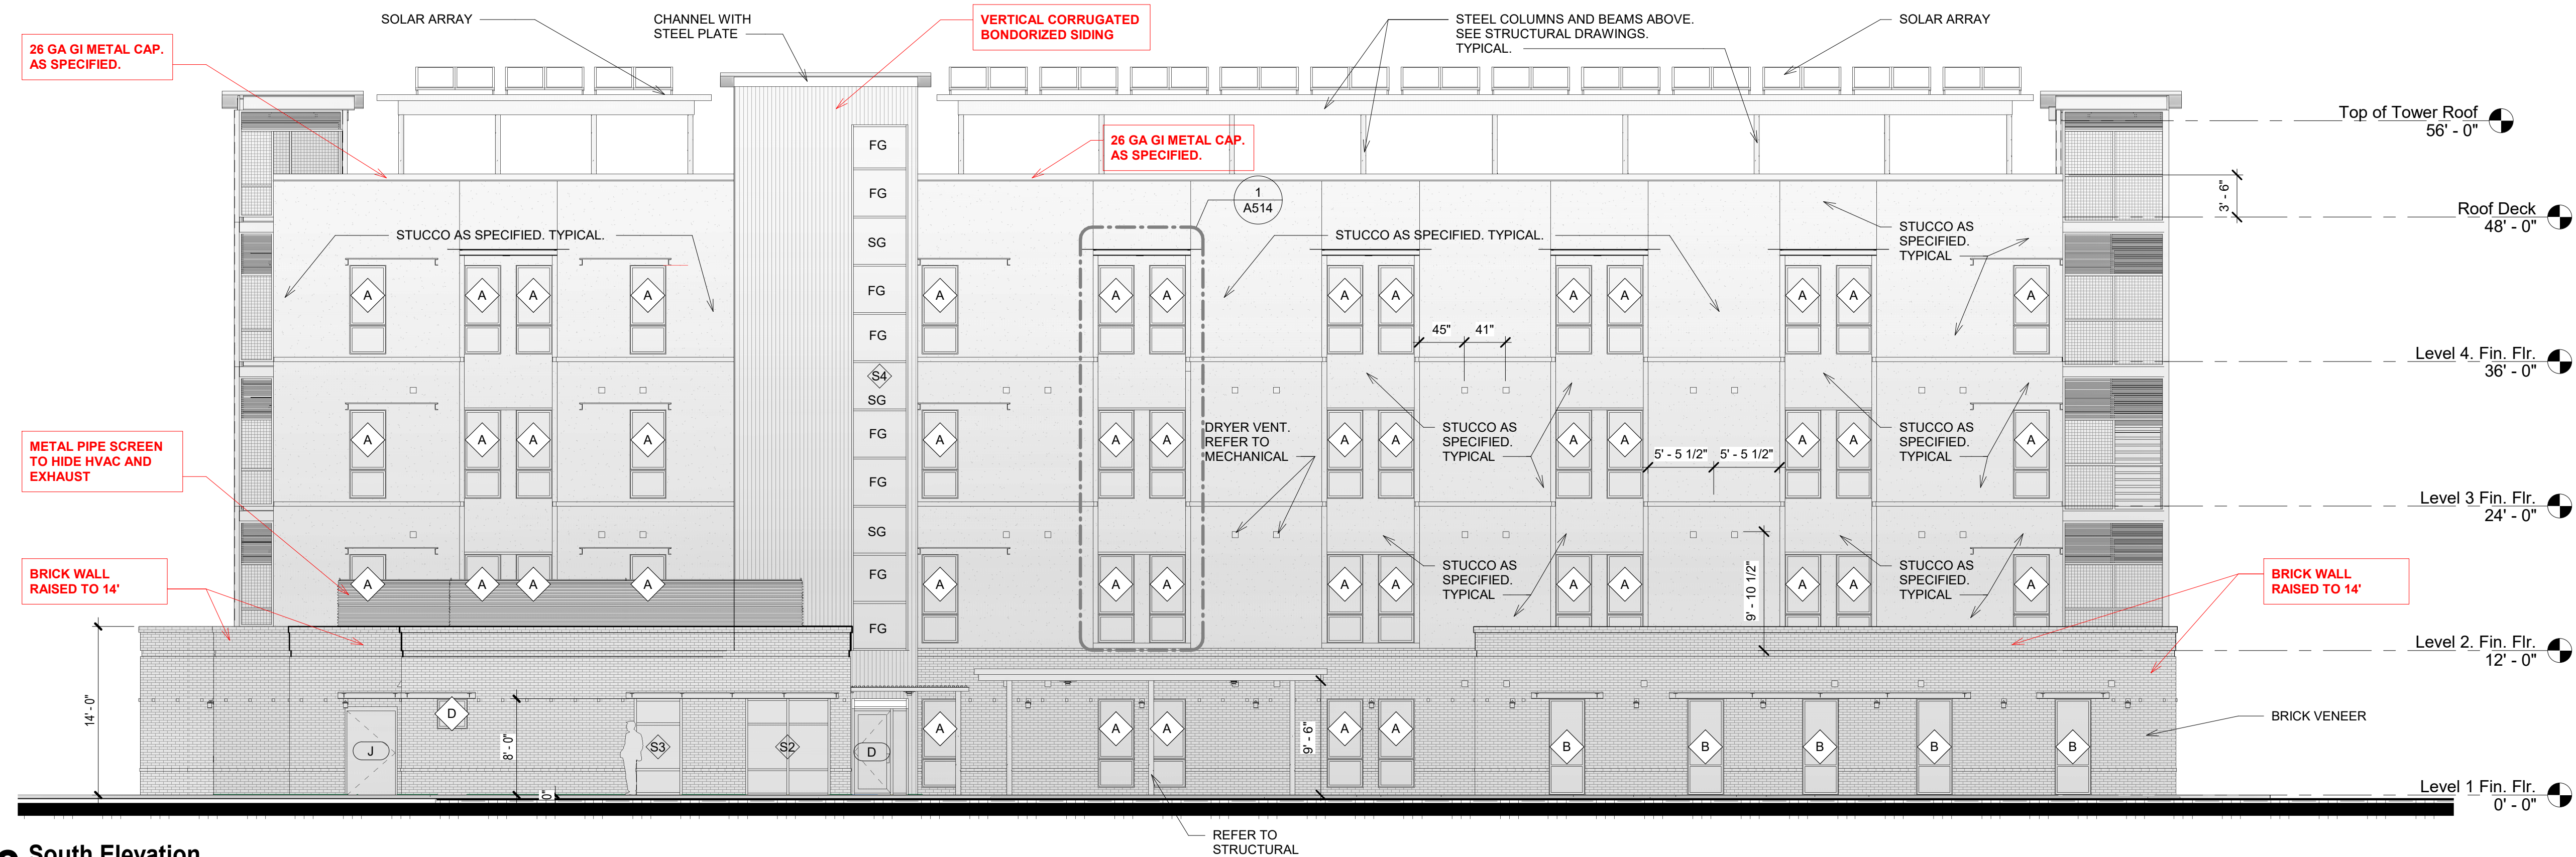 SOLAR ARRAY
CHANNEL WITH
STEEL PLATE
VERTICAL CORRUGATED
BONDORIZED SIDING
STEEL COLUMNS AND BEAMS ABOVE.
SEE STRUCTURAL DRAWINGS.
TYPICAL.
SOLAR ARRAY
26 GA GI METAL CAP.
AS SPECIFIED.
Top of Tower Roof
56' - 0"
26 GA GI METAL CAP.
AS SPECIFIED.
FG
FG
1
A514
3' - 6"
Roof Deck
48' - 0"
STUCCO AS SPECIFIED. TYPICAL.
SG
STUCCO AS SPECIFIED. TYPICAL.
STUCCO AS
SPECIFIED.
TYPICAL
A A A A FG A A A A A A A A A A
45" 41"
FG
Level 4. Fin. Flr.
36' - 0"
S4
SG
METAL PIPE SCREEN
TO HIDE HVAC AND
EXHAUST
A A A A FG A A A A A A A A A A
DRYER VENT.
REFER TO
MECHANICAL
STUCCO AS
SPECIFIED.
TYPICAL
5' - 5 1/2" 5' - 5 1/2"
STUCCO AS
SPECIFIED.
TYPICAL
FG
Level 3 Fin. Flr.
24' - 0"
SG
BRICK WALL
RAISED TO 14'
A A A A FG A A A A A A A A A A
STUCCO AS
SPECIFIED.
TYPICAL
9' - 10 1/2"
STUCCO AS
SPECIFIED.
TYPICAL
BRICK WALL
RAISED TO 14'
FG
Level 2. Fin. Flr.
12' - 0"
14' - 0"
D
J
8' - 0"
S3
S2
D
A A A
9' - 6"
A A
B B B B B
BRICK VENEER
0"
Level 1 Fin. Flr.
0' - 0"
REFER TO
STRUCTURAL
South Elevation